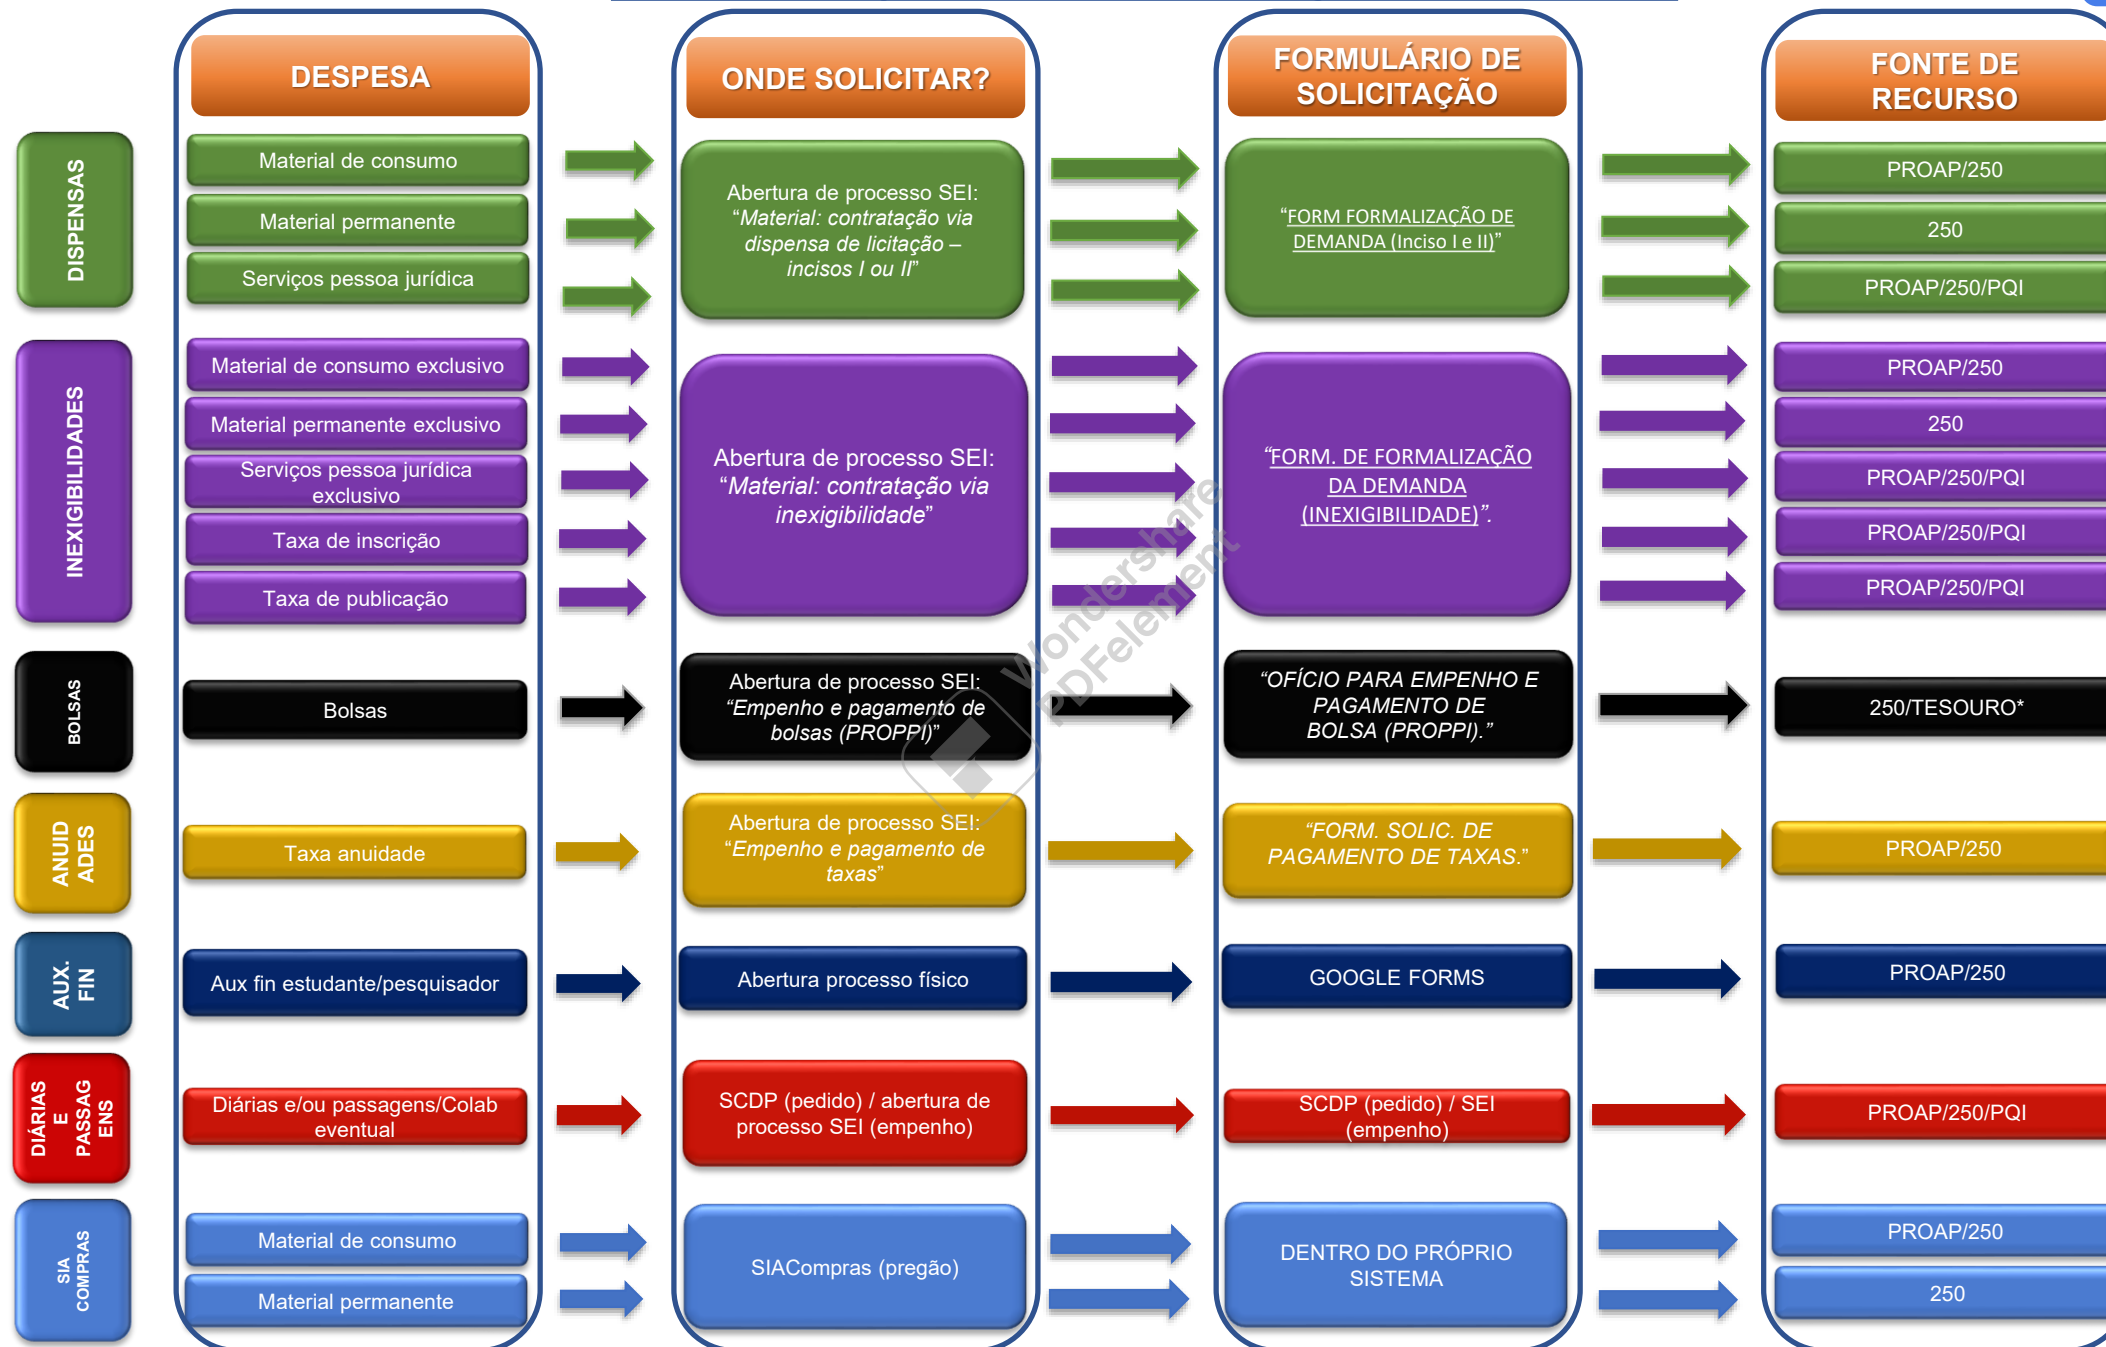 DESPESA
ONDE SOLICITAR?
FORMULÁRIO DE
SOLICITAÇÃO
FONTE DE
RECURSO
DISPENSAS
Material de consumo
Material permanente
Serviços pessoa jurídica
Abertura de processo SEI:
“Material: contratação via
dispensa de licitação –
incisos I ou II”
“FORM FORMALIZAÇÃO DE
DEMANDA (Inciso I e II)”
PROAP/250
250
PROAP/250/PQI
INEXIGIBILIDADES
Material de consumo exclusivo
Material permanente exclusivo
Serviços pessoa jurídica
exclusivo
Taxa de inscrição
Taxa de publicação
Abertura de processo SEI:
“Material: contratação via
inexigibilidade”
“FORM. DE FORMALIZAÇÃO
DA DEMANDA
(INEXIGIBILIDADE)”.
PROAP/250
250
PROAP/250/PQI
PROAP/250/PQI
PROAP/250/PQI
BOLSAS
Bolsas
Abertura de processo SEI:
“Empenho e pagamento de
bolsas (PROPPI)”
“OFÍCIO PARA EMPENHO E
PAGAMENTO DE
BOLSA (PROPPI).”
250/TESOURO*
ANUID
ADES
Taxa anuidade
Abertura de processo SEI:
“Empenho e pagamento de
taxas”
“FORM. SOLIC. DE
PAGAMENTO DE TAXAS.”
PROAP/250
AUX.
FIN
Aux fin estudante/pesquisador
Abertura processo físico
GOOGLE FORMS
PROAP/250
DIÁRIAS
E
PASSAG
ENS
Diárias e/ou passagens/Colab
eventual
SCDP (pedido) / abertura de
processo SEI (empenho)
SCDP (pedido) / SEI
(empenho)
PROAP/250/PQI
SIA
COMPRAS
Material de consumo
Material permanente
SIACompras (pregão)
DENTRO DO PRÓPRIO
SISTEMA
PROAP/250
250
Wondershare
PDFelement